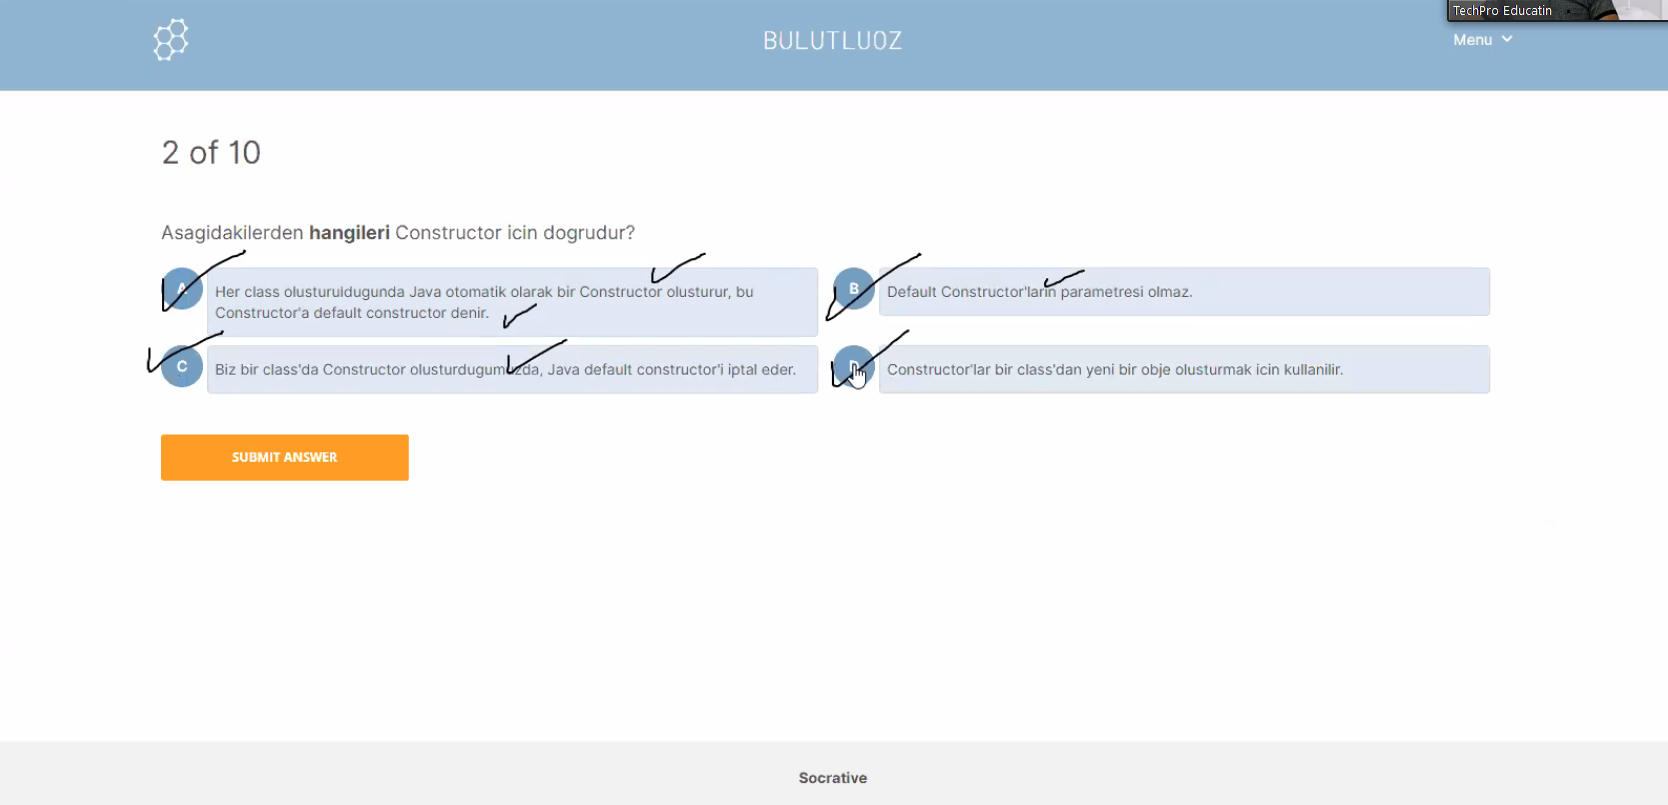 TechPro Educatin
BULUTLUOZ
Menu
2 of 10
Asagidakilerden hangileri Constructor icin dogrudur?
A
Her class olusturuldugunda Java otomatik olarak bir Constructor olusturur, bu
Constructor'a default constructor denir.
B
Default Constructor'larin parametresi olmaz.
C
Biz bir class'da Constructor olusturdugumuzda, Java default constructor'i iptal eder.
D
Constructor'lar bir class'dan yeni bir obje olusturmak icin kullanilir.
SUBMIT ANSWER
Socrative